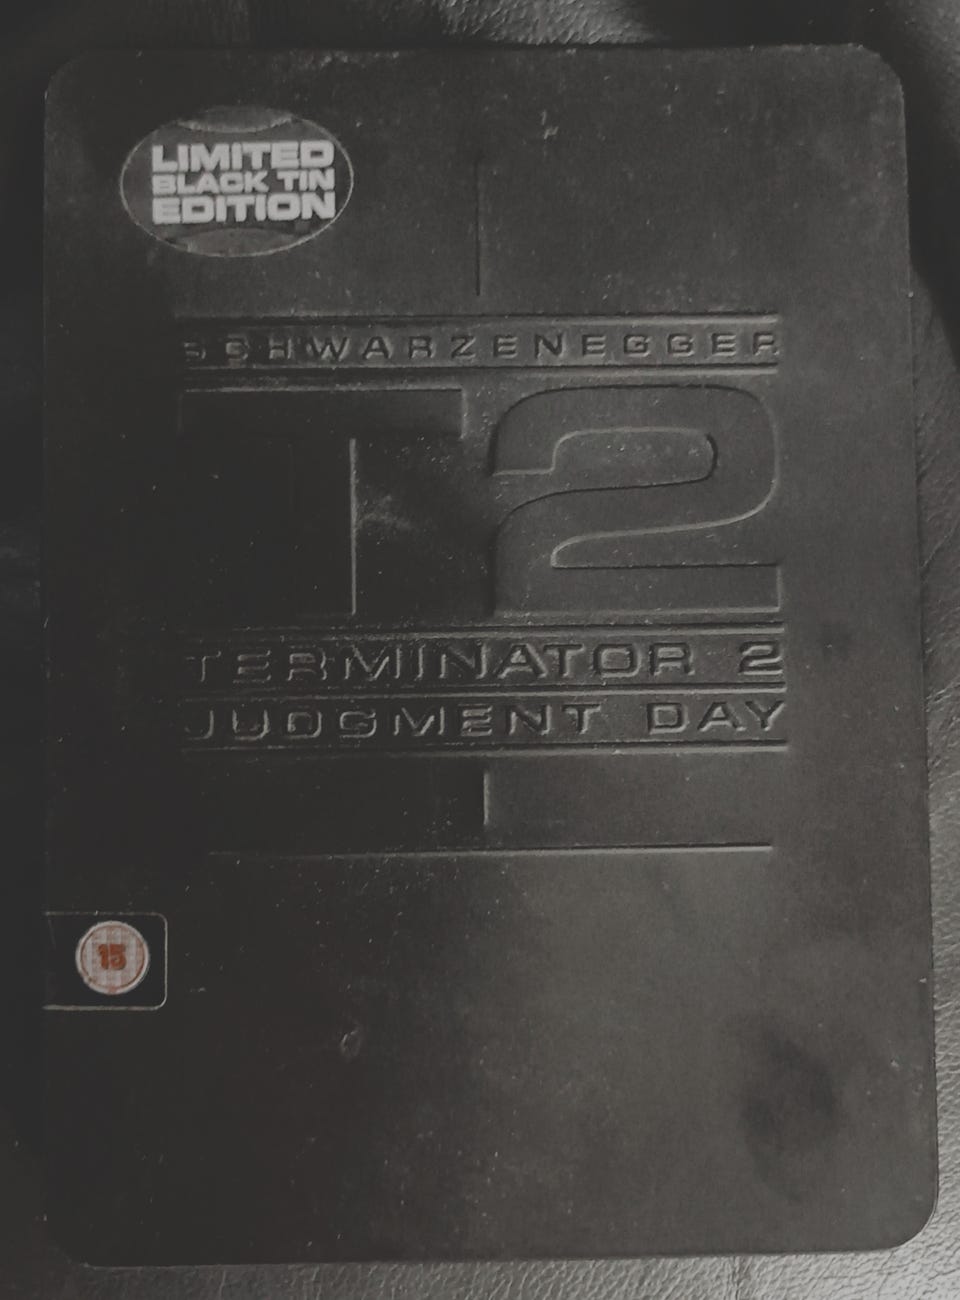 LIMITED
BLACK TIN
EDITION
SCHWARZENEGGER
T2
TERMINATOR 2
JUDGMENT DAY
15